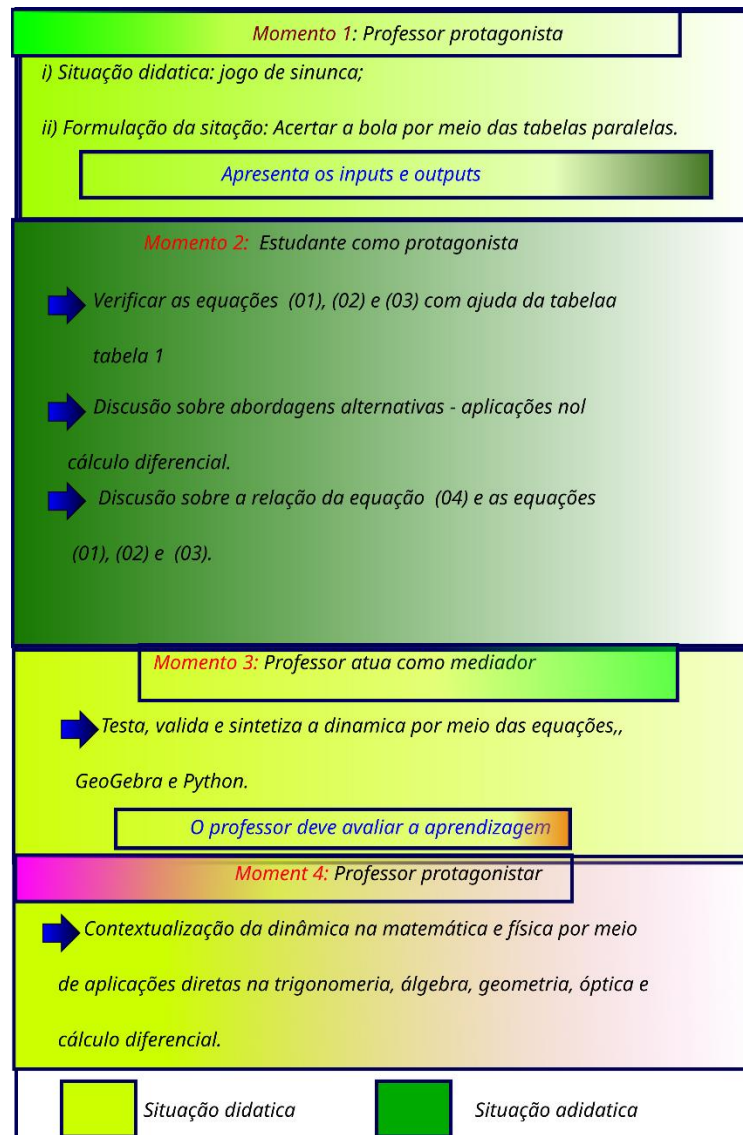 Momento 1: Professor protagonista
i) Situação didatica: jogo de sinunca;
ii) Formulação da sitação: Acertar a bola por meio das tabelas paralelas.
Apresenta os inputs e outputs
Momento 2: Estudante como protagonista
Verificar as equações (01), (02) e (03) com ajuda da tabelaa
tabela 1
Discusão sobre abordagens alternativas - aplicações nol
cálculo diferencial.
Discusão sobre a relação da equação (04) e as equações
(01), (02) e (03).
Momento 3: Professor atua como mediador
Testa, valida e sintetiza a dinamica por meio das equações,,
GeoGebra e Python.
O professor deve avaliar a aprendizagem
Moment 4: Professor protagonistar
Contextualização da dinâmica na matemática e física por meio
de aplicações diretas na trigonomeria, álgebra, geometria, óptica e
cálculo diferencial.
Situação didatica
Situação adidatica